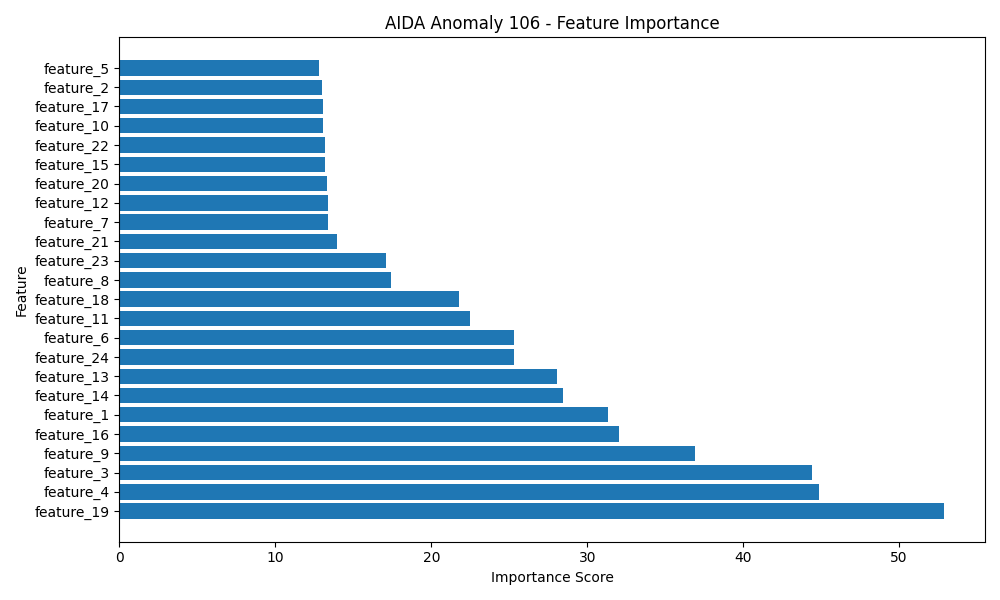 AIDA Anomaly 106 - Feature Importance
feature_5
feature_2
feature_17
feature_10
feature_22
feature_15
feature_20
feature_12
feature_7
feature_21
feature_23
feature_8
feature_18
feature_11
feature_6
feature_24
feature_13
feature_14
feature_1
feature_16
feature_9
feature_3
feature_4
feature_19
Feature
0 10 20 30 40 50
Importance Score